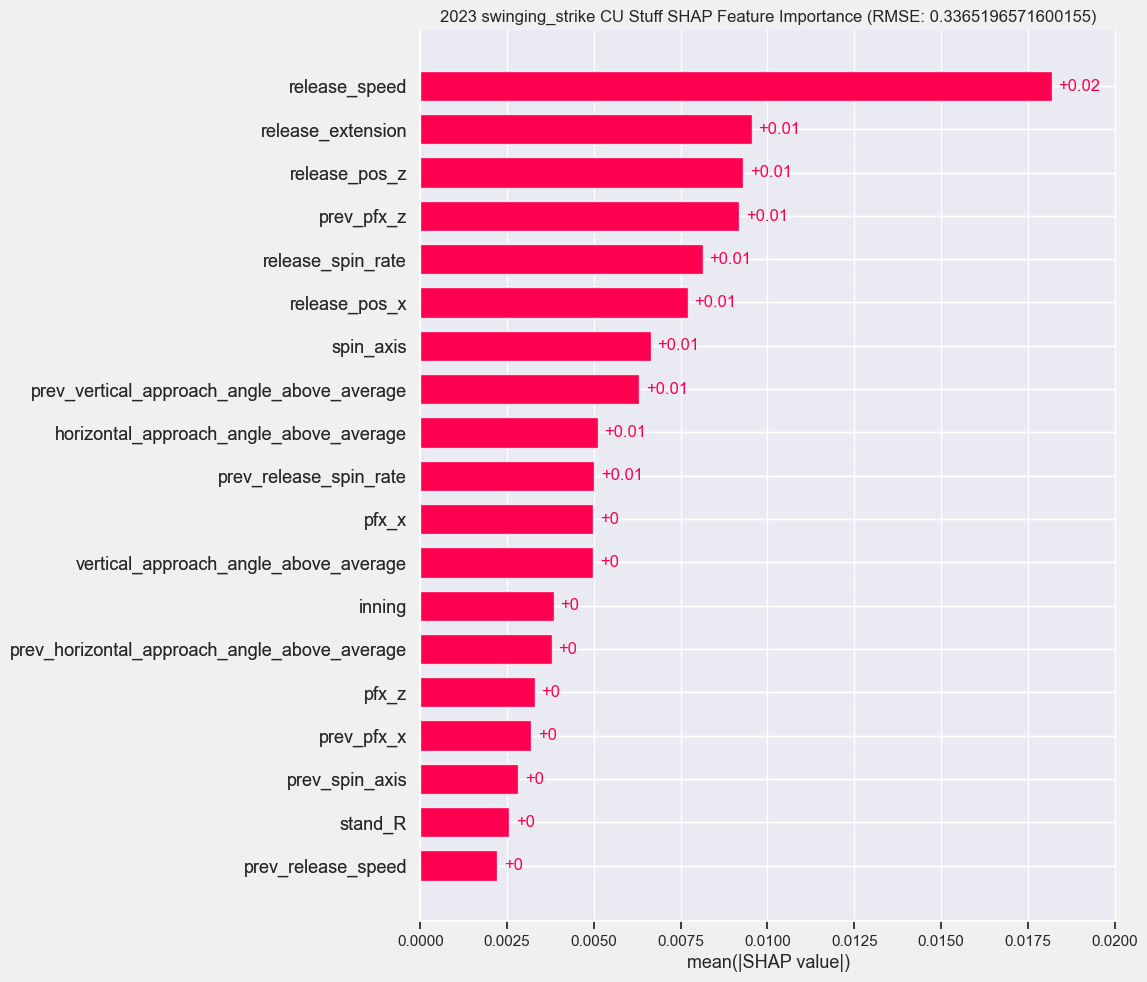 2023 swinging_strike CU Stuff SHAP Feature Importance (RMSE: 0.3365196571600155)
release_speed +0.02
release_extension +0.01
release_pos_z +0.01
prev_pfx_z +0.01
release_spin_rate +0.01
release_pos_x +0.01
spin_axis +0.01
prev_vertical_approach_angle_above_average +0.01
horizontal_approach_angle_above_average +0.01
prev_release_spin_rate +0.01
pfx_x +0
vertical_approach_angle_above_average +0
inning +0
prev_horizontal_approach_angle_above_average +0
pfx_z +0
prev_pfx_x +0
prev_spin_axis +0
stand_R +0
prev_release_speed +0
0.0000 0.0025 0.0050 0.0075 0.0100 0.0125 0.0150 0.0175 0.0200
mean(|SHAP value|)